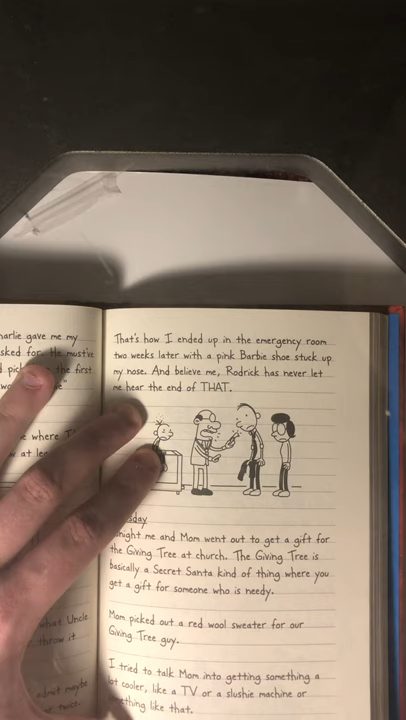 harlie gave me my
sked for. He must've
the first
e"
e where
at le
what Uncle
throw it
admit maybe
twice.
That's how I ended up in the emergency room
two weeks later with a pink Barbie shoe stuck up
my nose. And believe me, Rodrick has never let
me hear the end of THAT.
sday
night me and Mom went out to get a gift for
the Giving Tree at church. The Giving Tree is
basically a Secret Santa kind of thing where you
get a gift for someone who is needy.
Mom picked out a red wool sweater for our
Giving Tree guy.
I tried to talk Mom into getting something a
lot cooler, like a TV or a slushie machine or
something like that.